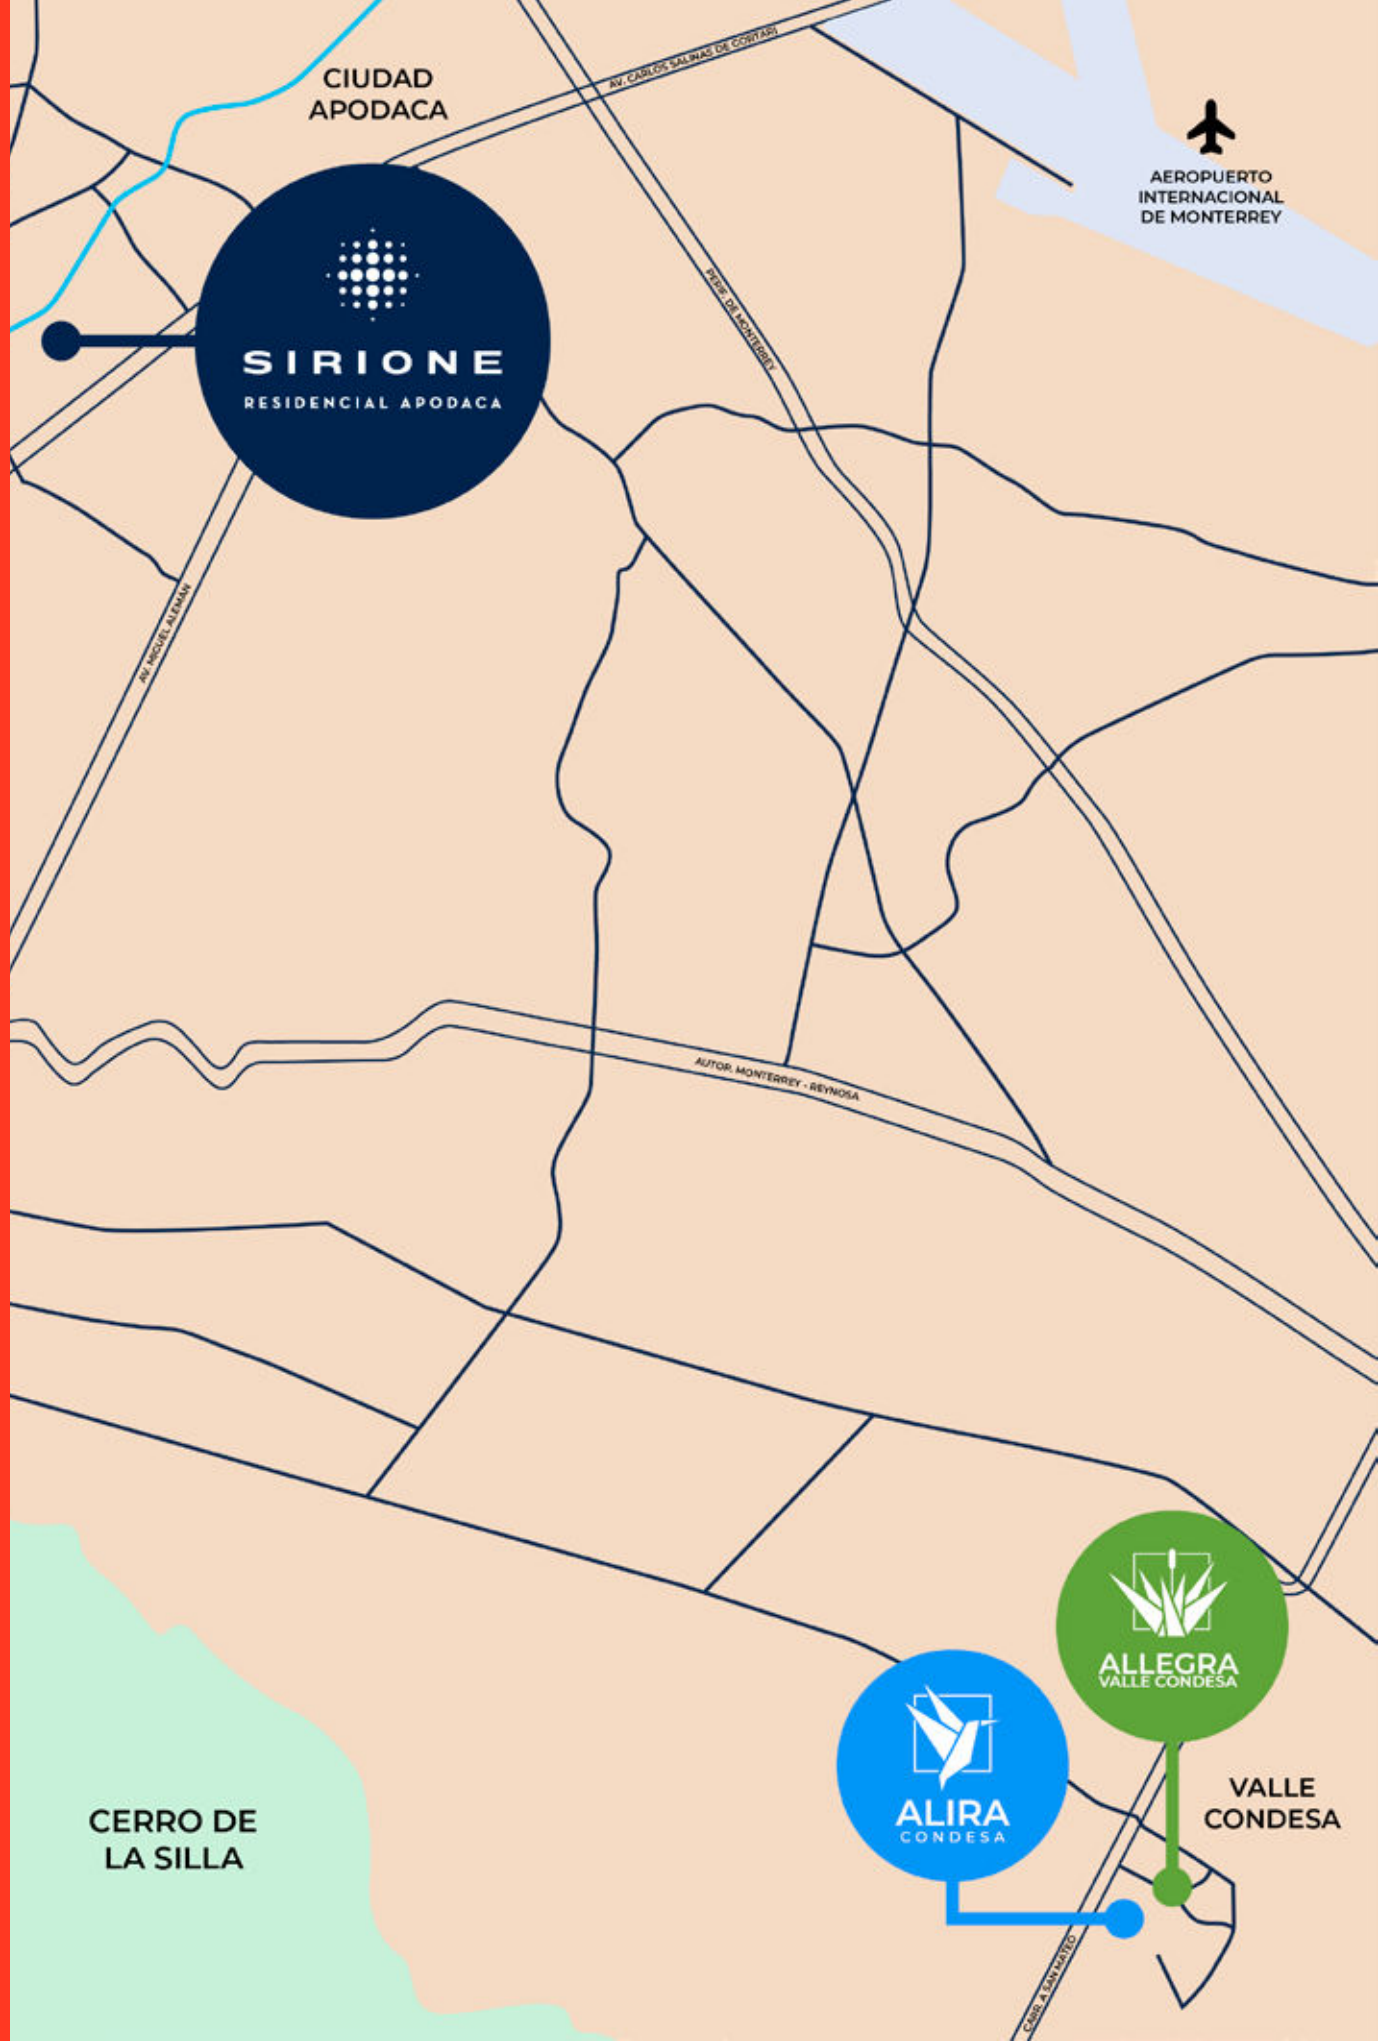 AV. CARLOS SALINAS DE GORTARI
CIUDAD
APODACA
AEROPUERTO
INTERNACIONAL
DE MONTERREY
PERIF. DE MONTERREY
SIRIONE
RESIDENCIAL APODACA
AV. MIGUEL ALEMÁN
AUTOP. MONTERREY - REYNOSA
ALLEGRA
VALLE CONDESA
VALLE
CONDESA
ALIRA
CONDESA
CERRO DE
LA SILLA
CARR. A SAN MATEO